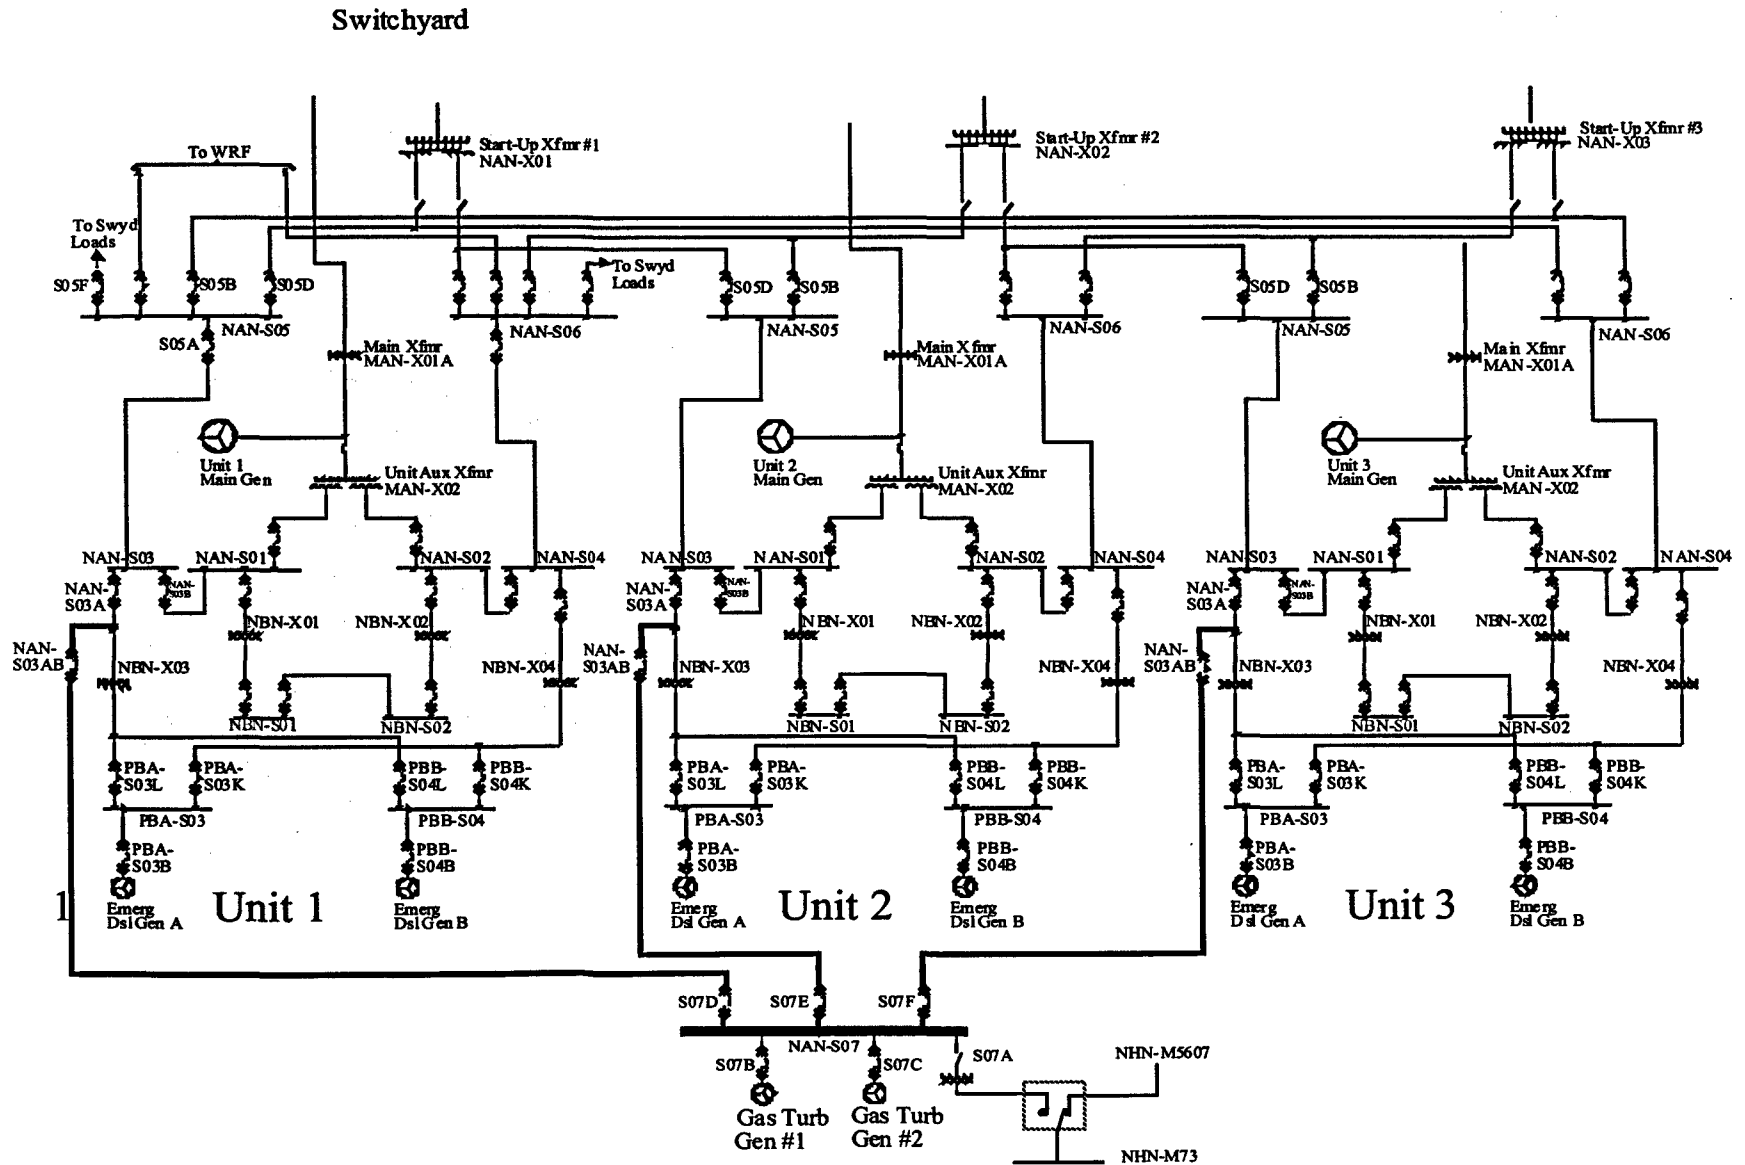 Switchyard
To WRF
Start-Up Xfmr #1
NAN-X01
Start-Up Xfmr #2
NAN-X02
Start-Up Xfmr #3
NAN-X03
To Swyd
Loads
S05F
S05B
S05D
To Swyd
Loads
S05D
S05B
S05D
S05B
NAN-S05
NAN-S06
NAN-S05
NAN-S06
NAN-S05
NAN-S06
S05A
Main Xfmr
MAN-X01A
Main Xfmr
MAN-X01A
Main Xfmr
MAN-X01A
Unit 1
Main Gen
Unit Aux Xfmr
MAN-X02
Unit 2
Main Gen
Unit Aux Xfmr
MAN-X02
Unit 3
Main Gen
Unit Aux Xfmr
MAN-X02
NAN-S03
NAN-S01
NAN-S02
NAN-S04
NAN-S03
NAN-S01
NAN-S02
NAN-S04
NAN-S03
NAN-S01
NAN-S02
NAN-S04
NAN-
S03A
NAN-
S03B
NAN-
S03A
NAN-
S03B
NAN-
S03A
NAN-
S03B
NBN-X01
NBN-X02
NBN-X01
NBN-X02
NBN-X01
NBN-X02
NAN-
S03AB
NBN-X03
NBN-X04
NAN-
S03AB
NBN-X03
NBN-X04
NAN-
S03AB
NBN-X03
NBN-X04
NBN-S01
NBN-S02
NBN-S01
NBN-S02
NBN-S01
NBN-S02
PBA-
S03L
PBA-
S03K
PBB-
S04L
PBB-
S04K
PBA-
S03L
PBA-
S03K
PBB-
S04L
PBB-
S04K
PBA-
S03L
PBA-
S03K
PBB-
S04L
PBB-
S04K
PBA-S03
PBB-S04
PBA-S03
PBB-S04
PBA-S03
PBB-S04
PBA-
S03B
PBB-
S04B
PBA-
S03B
PBB-
S04B
PBA-
S03B
PBB-
S04B
1
Emerg
Dsl Gen A
Unit 1
Emerg
Dsl Gen B
Emerg
Dsl Gen A
Unit 2
Emerg
Dsl Gen B
Emerg
Dsl Gen A
Unit 3
Emerg
Dsl Gen B
S07D
S07E
S07F
NAN-S07
S07B
S07C
S07A
NHN-M5607
Gas Turb
Gen #1
Gas Turb
Gen #2
NHN-M73